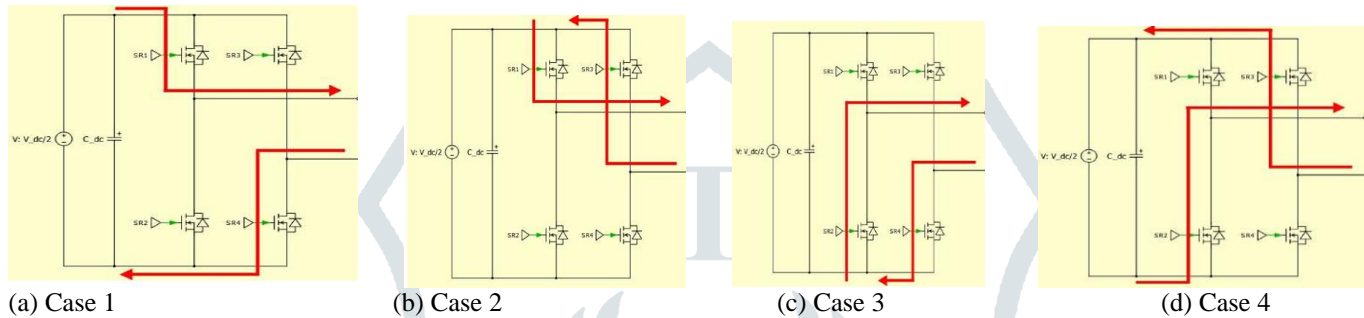 SR1 SR3
V: V_dc/2 C_dc +
SR2 SR4
SR1 SR3
V: V_dc/2 C_dc +
SR2 SR4
SR1 SR3
V: V_dc/2 C_dc +
SR2 SR4
SR1 SR3
V: V_dc/2 C_dc +
SR2 SR4
(a) Case 1 (b) Case 2 (c) Case 3 (d) Case 4